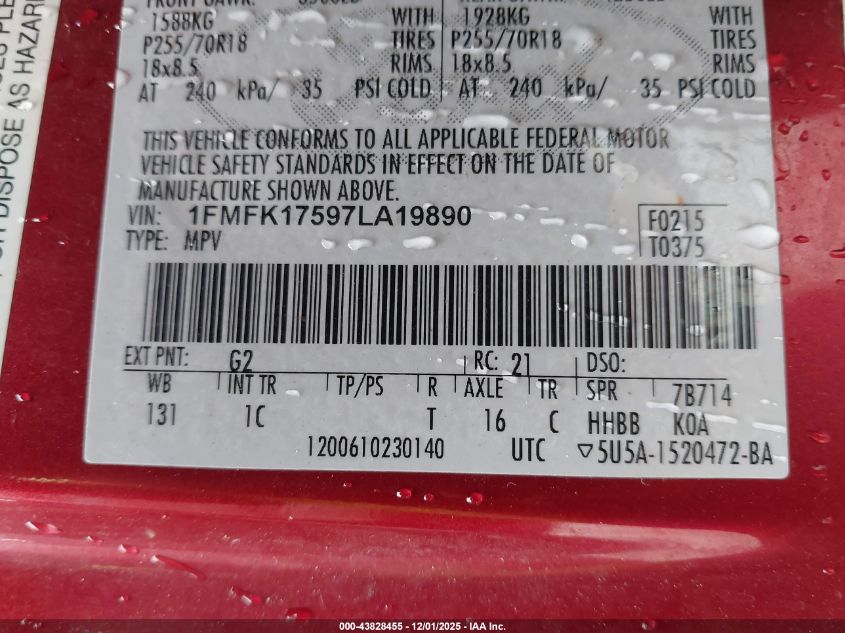 1588KG WITH 1928KG WITH
P255/70R18 TIRES P255/70R18 TIRES
18x8.5 RIMS 18x8.5 RIMS
AT 240 kPa/ 35 PSI COLD AT 240 kPa/ 35 PSI COLD
THIS VEHICLE CONFORMS TO ALL APPLICABLE FEDERAL MOTOR
VEHICLE SAFETY STANDARDS IN EFFECT ON THE DATE OF
MANUFACTURE SHOWN ABOVE.
VIN: 1FMFK17597LA19890 F0215
TYPE: MPV T0375
EXT PNT: G2 RC: 21 DSO:
WB INT TR TP/PS R AXLE TR SPR 7B714
131 1C T 16 C HHBB KOA
1200610230140 UTC ▽5U5A-1520472-BA
DISPOSE AS HAZAR
000-43828455 - 12/01/2025 - IAA Inc.